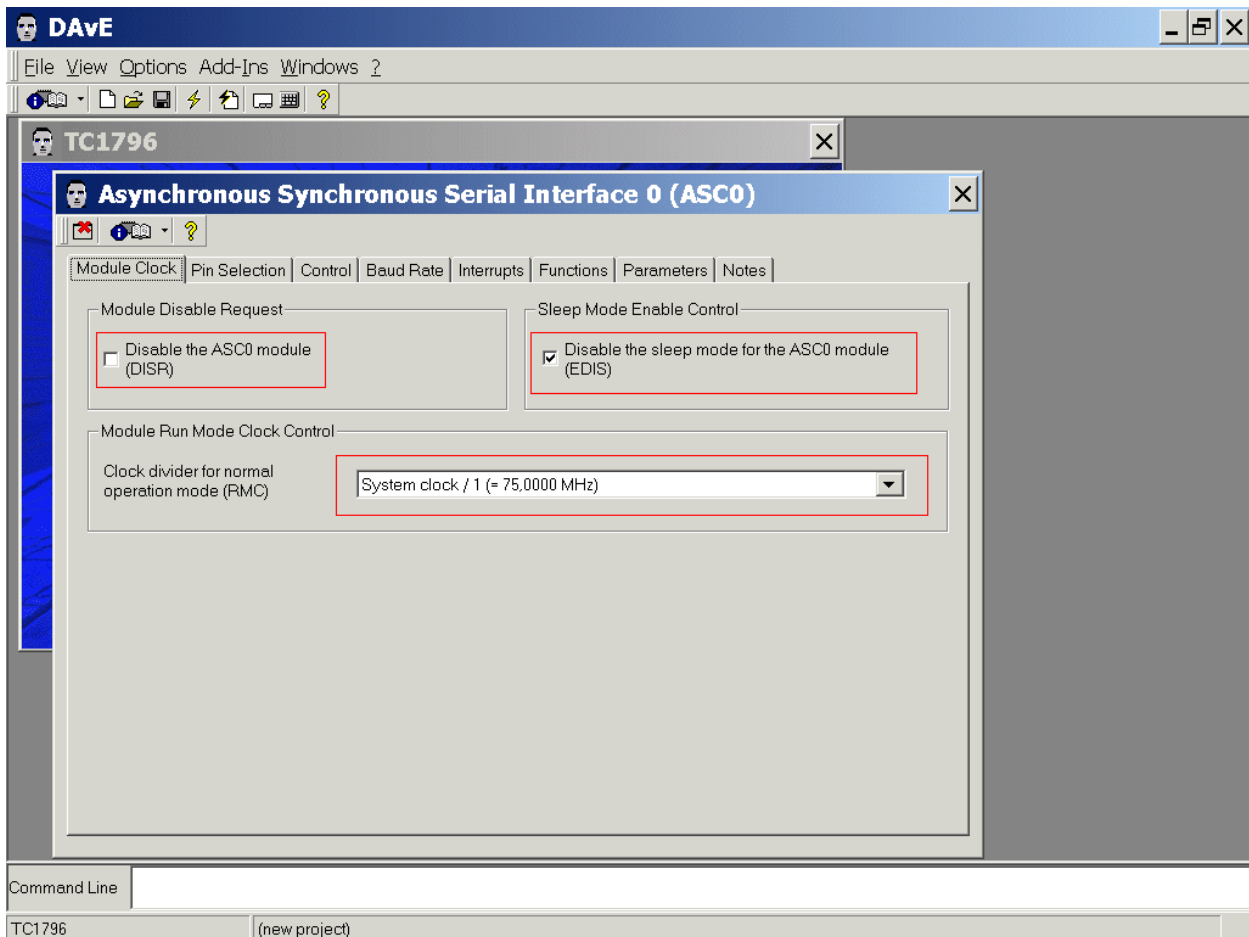 DAvE
File View Options Add-Ins Windows ?
TC1796
Asynchronous Synchronous Serial Interface 0 (ASC0)
Module Clock Pin Selection Control Baud Rate Interrupts Functions Parameters Notes
Module Disable Request
Disable the ASC0 module
(DISR)
Sleep Mode Enable Control
Disable the sleep mode for the ASC0 module
(EDIS)
Module Run Mode Clock Control
Clock divider for normal
operation mode (RMC)
System clock / 1 (= 75,0000 MHz)
Command Line
TC1796 (new project)